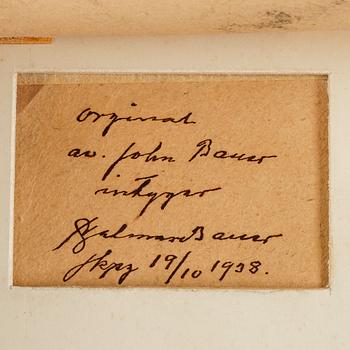 orginal
av. John Bauer
intygar
Hjalmar Bauer
Jkpg 19/10 1938.